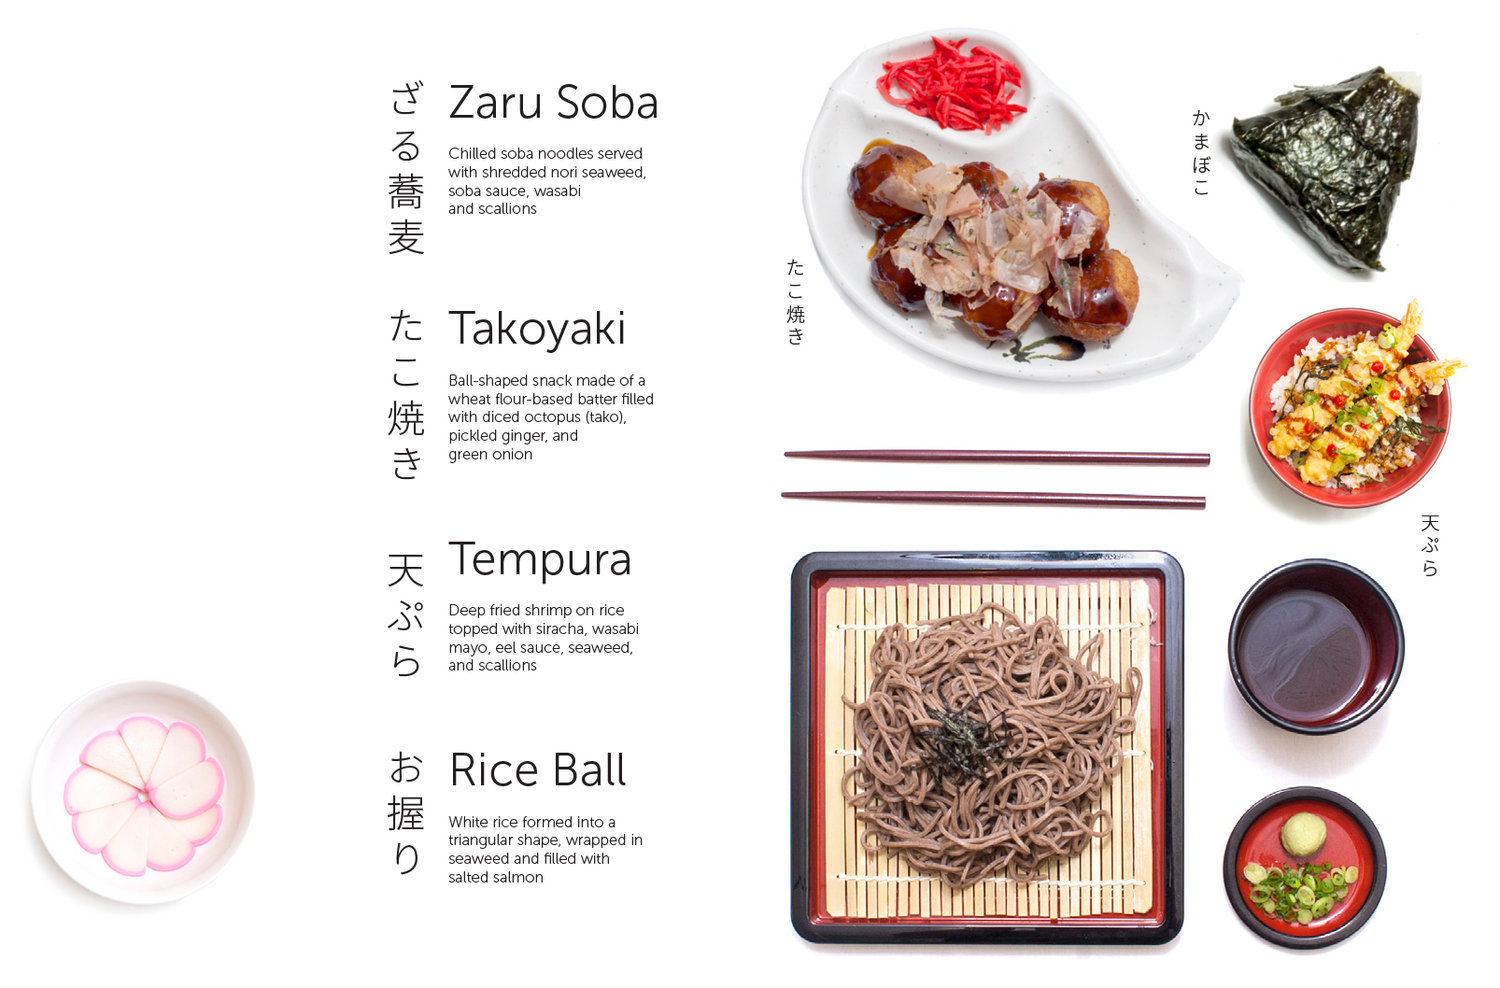 ざる蕎麦
Zaru Soba
Chilled soba noodles served
with shredded nori seaweed,
soba sauce, wasabi
and scallions
たこ焼き
Takoyaki
Ball-shaped snack made of a
wheat flour-based batter filled
with diced octopus (tako),
pickled ginger, and
green onion
天ぷら
Tempura
Deep fried shrimp on rice
topped with siracha, wasabi
mayo, eel sauce, seaweed,
and scallions
お握り
Rice Ball
White rice formed into a
triangular shape, wrapped in
seaweed and filled with
salted salmon
たこ焼き
かまぼこ
天ぷら